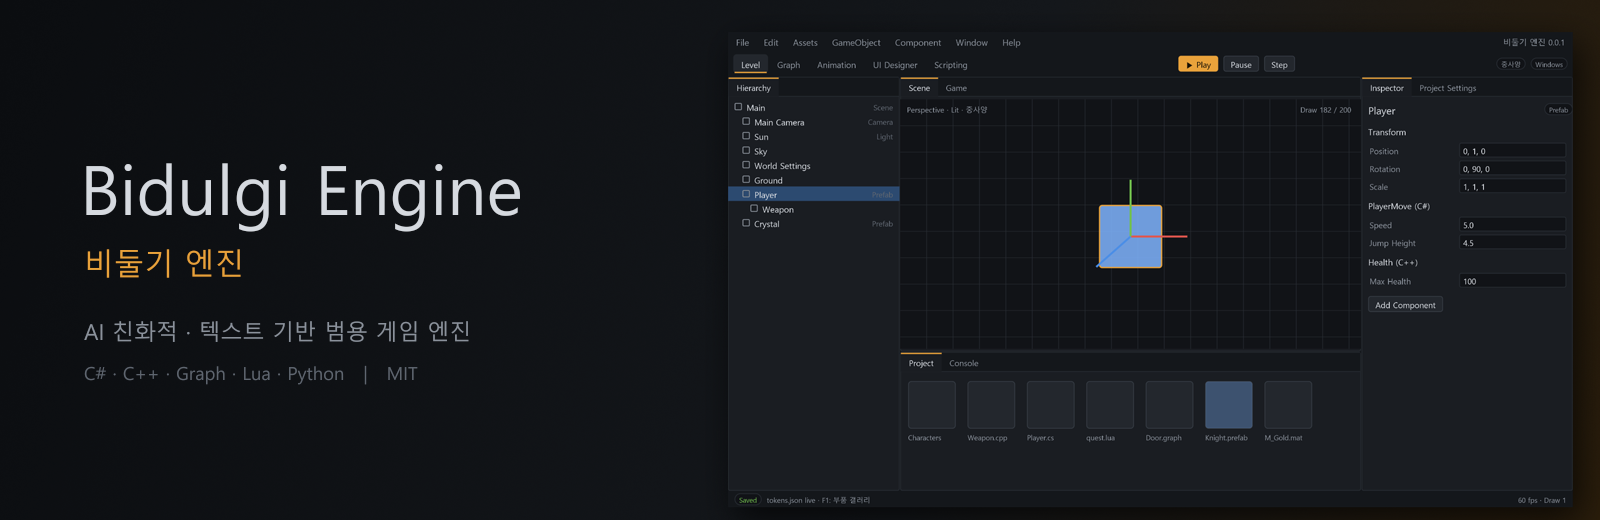 Bidulgi Engine
비둘기 엔진
AI 친화적 · 텍스트 기반 범용 게임 엔진
C# · C++ · Graph · Lua · Python | MIT
File Edit Assets GameObject Component Window Help
비둘기 엔진 0.0.1
Level Graph Animation UI Designer Scripting
Play Pause Step
중사양 Windows
Hierarchy
Main Scene
Main Camera Camera
Sun Light
Sky
World Settings
Ground
Player Prefab
Weapon
Crystal Prefab
Scene Game
Perspective · Lit · 중사양
Draw 182 / 200
Project Console
Characters Weapon.cpp Player.cs quest.lua Door.graph Knight.prefab M_Gold.mat
Inspector Project Settings
Player Prefab
Transform
Position 0, 1, 0
Rotation 0, 90, 0
Scale 1, 1, 1
PlayerMove (C#)
Speed 5.0
Jump Height 4.5
Health (C++)
Max Health 100
Add Component
Saved tokens.json live · F1: 부품 갤러리
60 fps · Draw 1